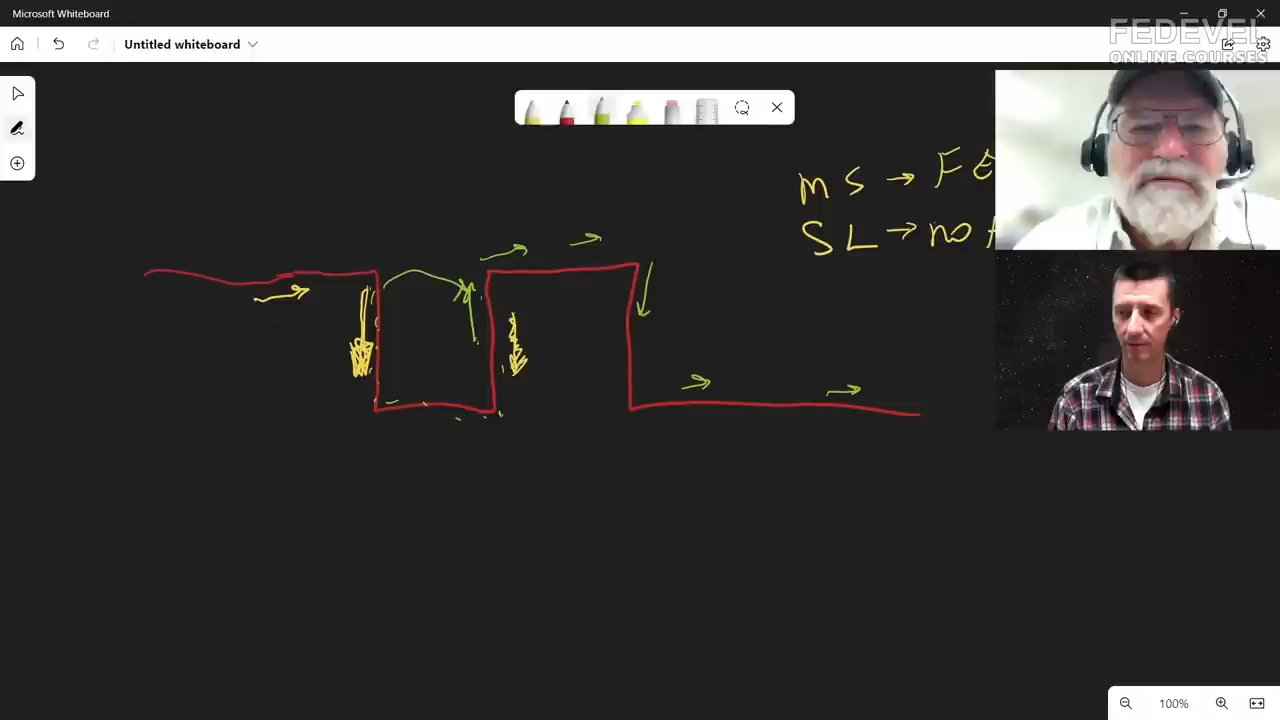 Microsoft Whiteboard
FEDEVEL
ONLINE COURSES
Untitled whiteboard
MS → FE
SL → no
100%